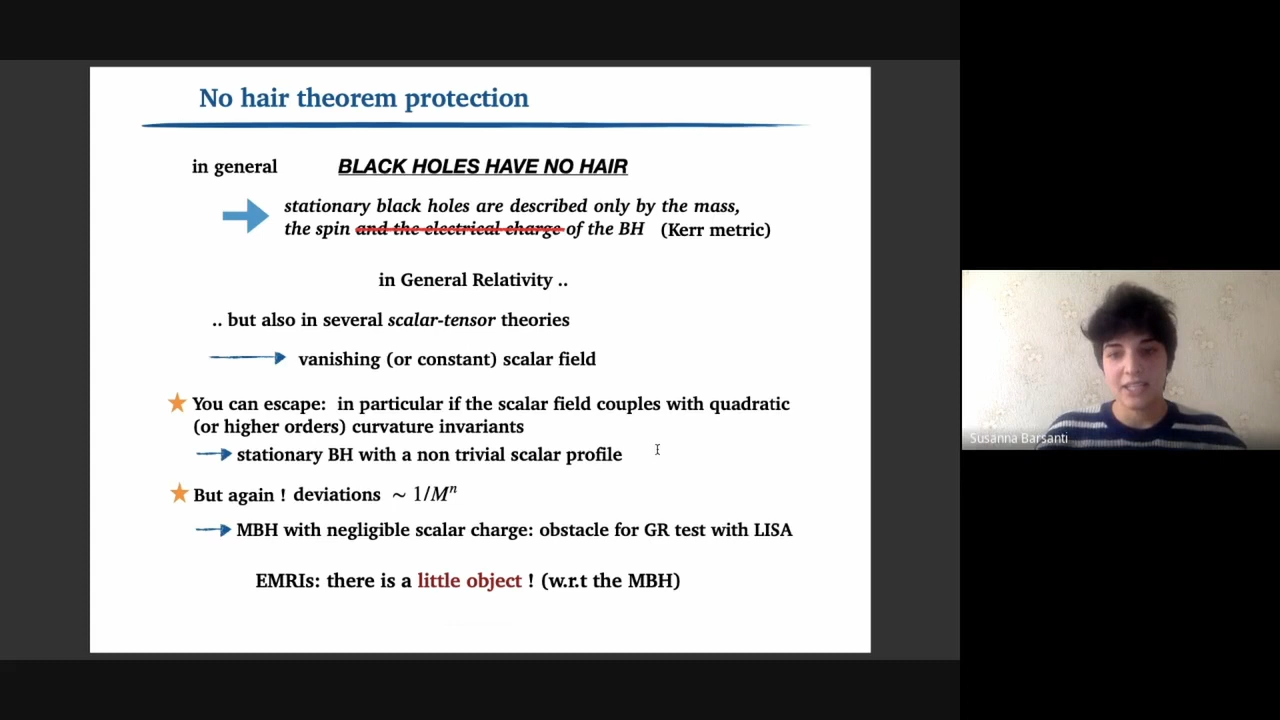 No hair theorem protection
in general BLACK HOLES HAVE NO HAIR
stationary black holes are described only by the mass,
the spin and the electrical charge of the BH (Kerr metric)
in General Relativity ..
.. but also in several scalar-tensor theories
vanishing (or constant) scalar field
You can escape: in particular if the scalar field couples with quadratic
(or higher orders) curvature invariants
stationary BH with a non trivial scalar profile
But again ! deviations ~ 1/Mⁿ
MBH with negligible scalar charge: obstacle for GR test with LISA
EMRIs: there is a little object ! (w.r.t the MBH)
Susanna Barsanti